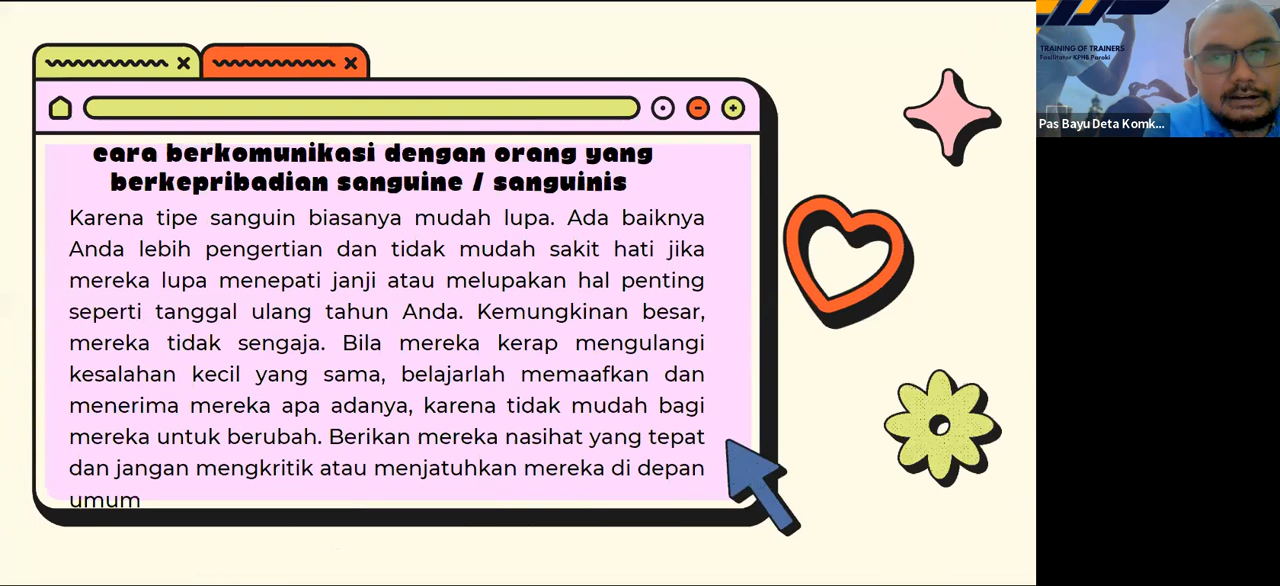 cara berkomunikasi dengan orang yang
berkepribadian sanguine / sanguinis
Karena tipe sanguin biasanya mudah lupa. Ada baiknya
Anda lebih pengertian dan tidak mudah sakit hati jika
mereka lupa menepati janji atau melupakan hal penting
seperti tanggal ulang tahun Anda. Kemungkinan besar,
mereka tidak sengaja. Bila mereka kerap mengulangi
kesalahan kecil yang sama, belajarlah memaafkan dan
menerima mereka apa adanya, karena tidak mudah bagi
mereka untuk berubah. Berikan mereka nasihat yang tepat
dan jangan mengkritik atau menjatuhkan mereka di depan
umum
TRAINING OF TRAINERS
Fasilitator KPMB Paroki
Pas Bayu Deta Komk...